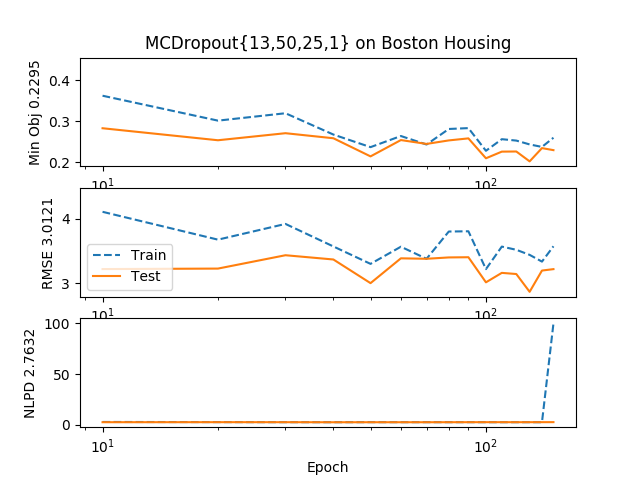 MCDropout{13,50,25,1} on Boston Housing
Min Obj 0.2295
0.4
0.3
0.2
10¹
10²
RMSE 3.0121
4
3
Train
Test
10¹
10²
NLPD 2.7632
100
50
0
10¹
10²
Epoch